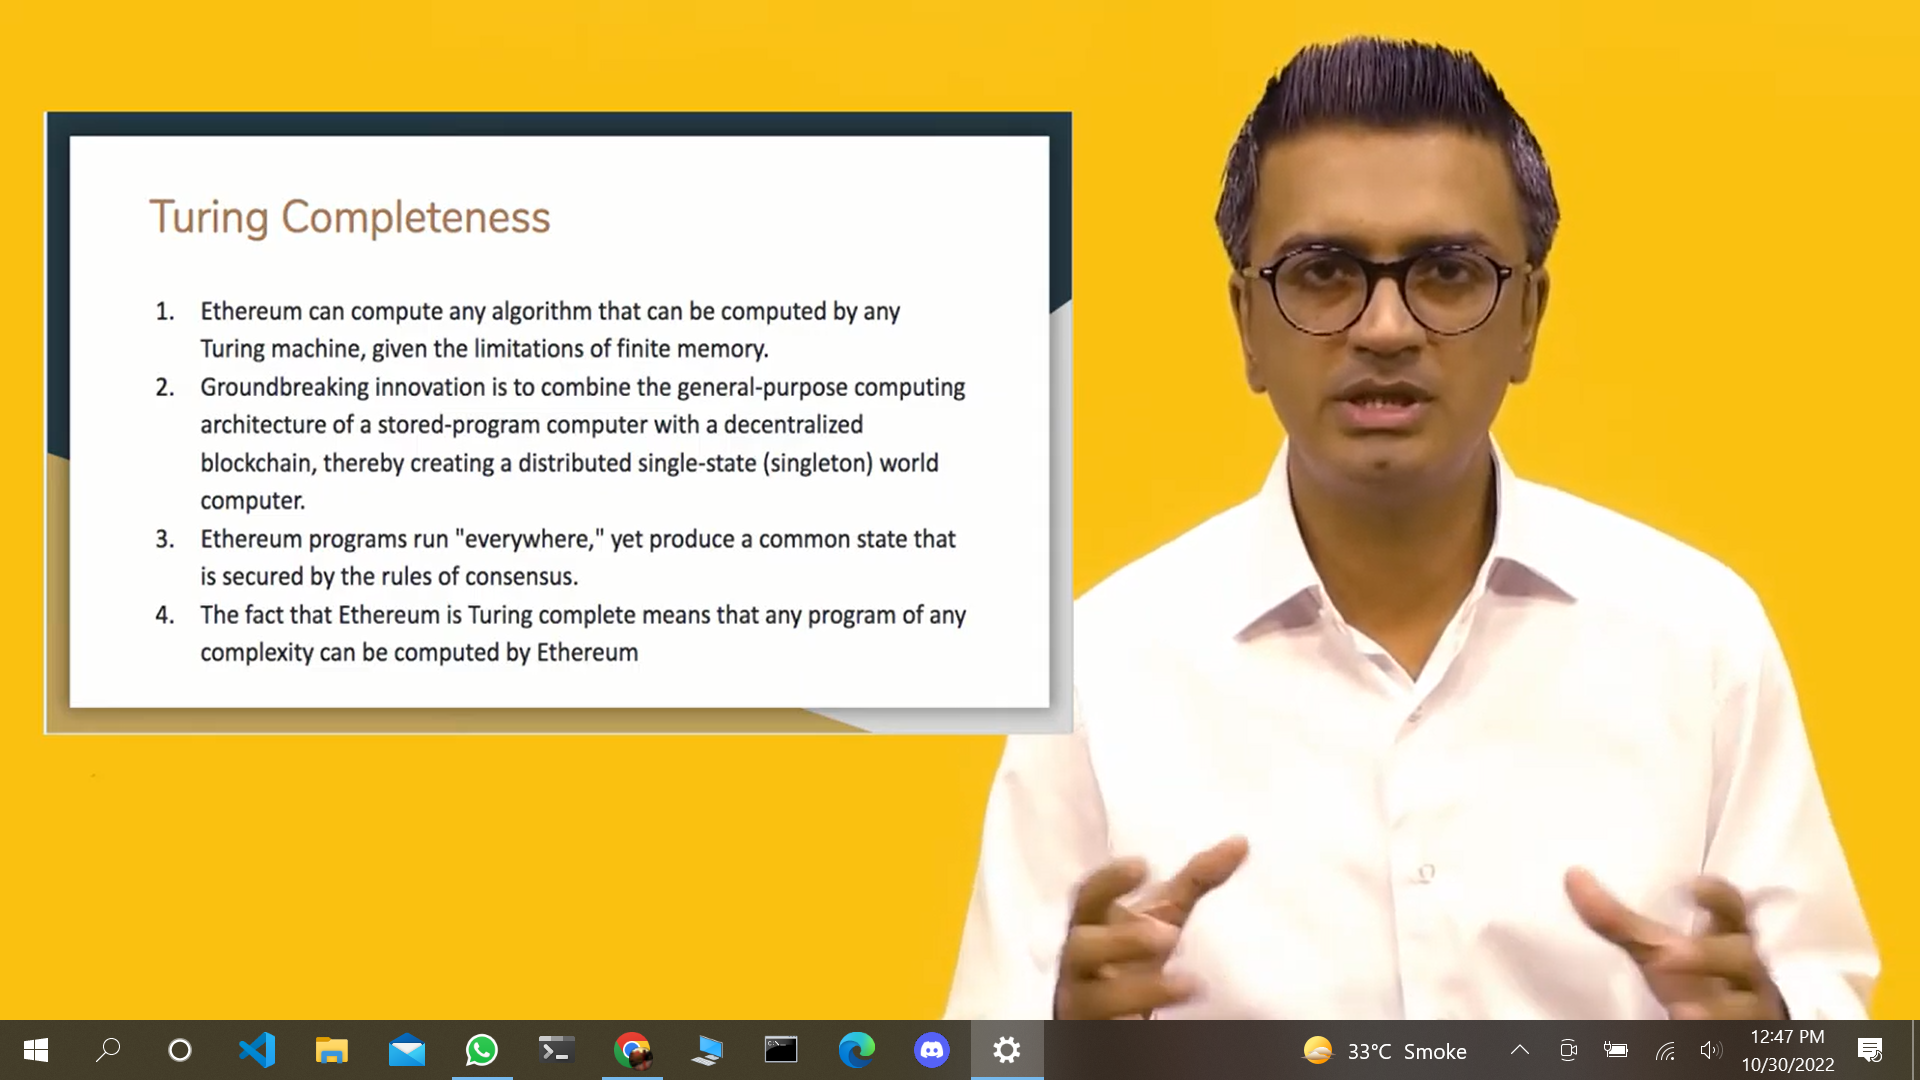 Turing Completeness
1. Ethereum can compute any algorithm that can be computed by any
Turing machine, given the limitations of finite memory.
2. Groundbreaking innovation is to combine the general-purpose computing
architecture of a stored-program computer with a decentralized
blockchain, thereby creating a distributed single-state (singleton) world
computer.
3. Ethereum programs run "everywhere," yet produce a common state that
is secured by the rules of consensus.
4. The fact that Ethereum is Turing complete means that any program of any
complexity can be computed by Ethereum
33°C Smoke
12:47 PM
10/30/2022